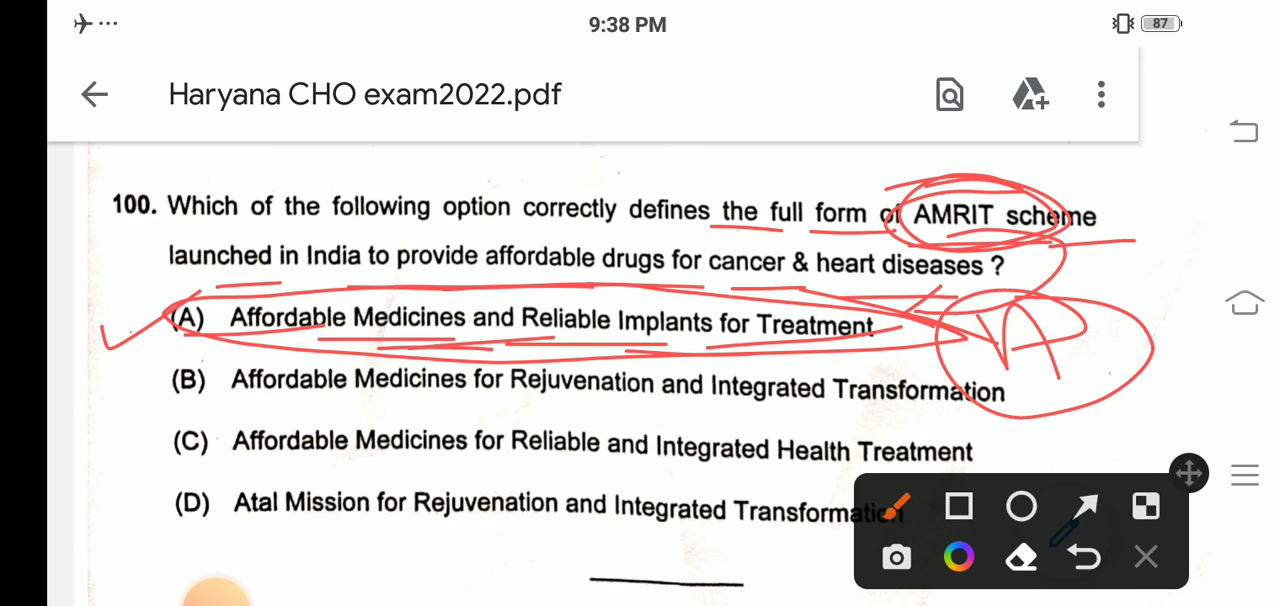 9:38 PM
87
Haryana CHO exam2022.pdf
100. Which of the following option correctly defines the full form of AMRIT scheme
launched in India to provide affordable drugs for cancer & heart diseases ?
(A) Affordable Medicines and Reliable Implants for Treatment
(B) Affordable Medicines for Rejuvenation and Integrated Transformation
(C) Affordable Medicines for Reliable and Integrated Health Treatment
(D) Atal Mission for Rejuvenation and Integrated Transformation
A